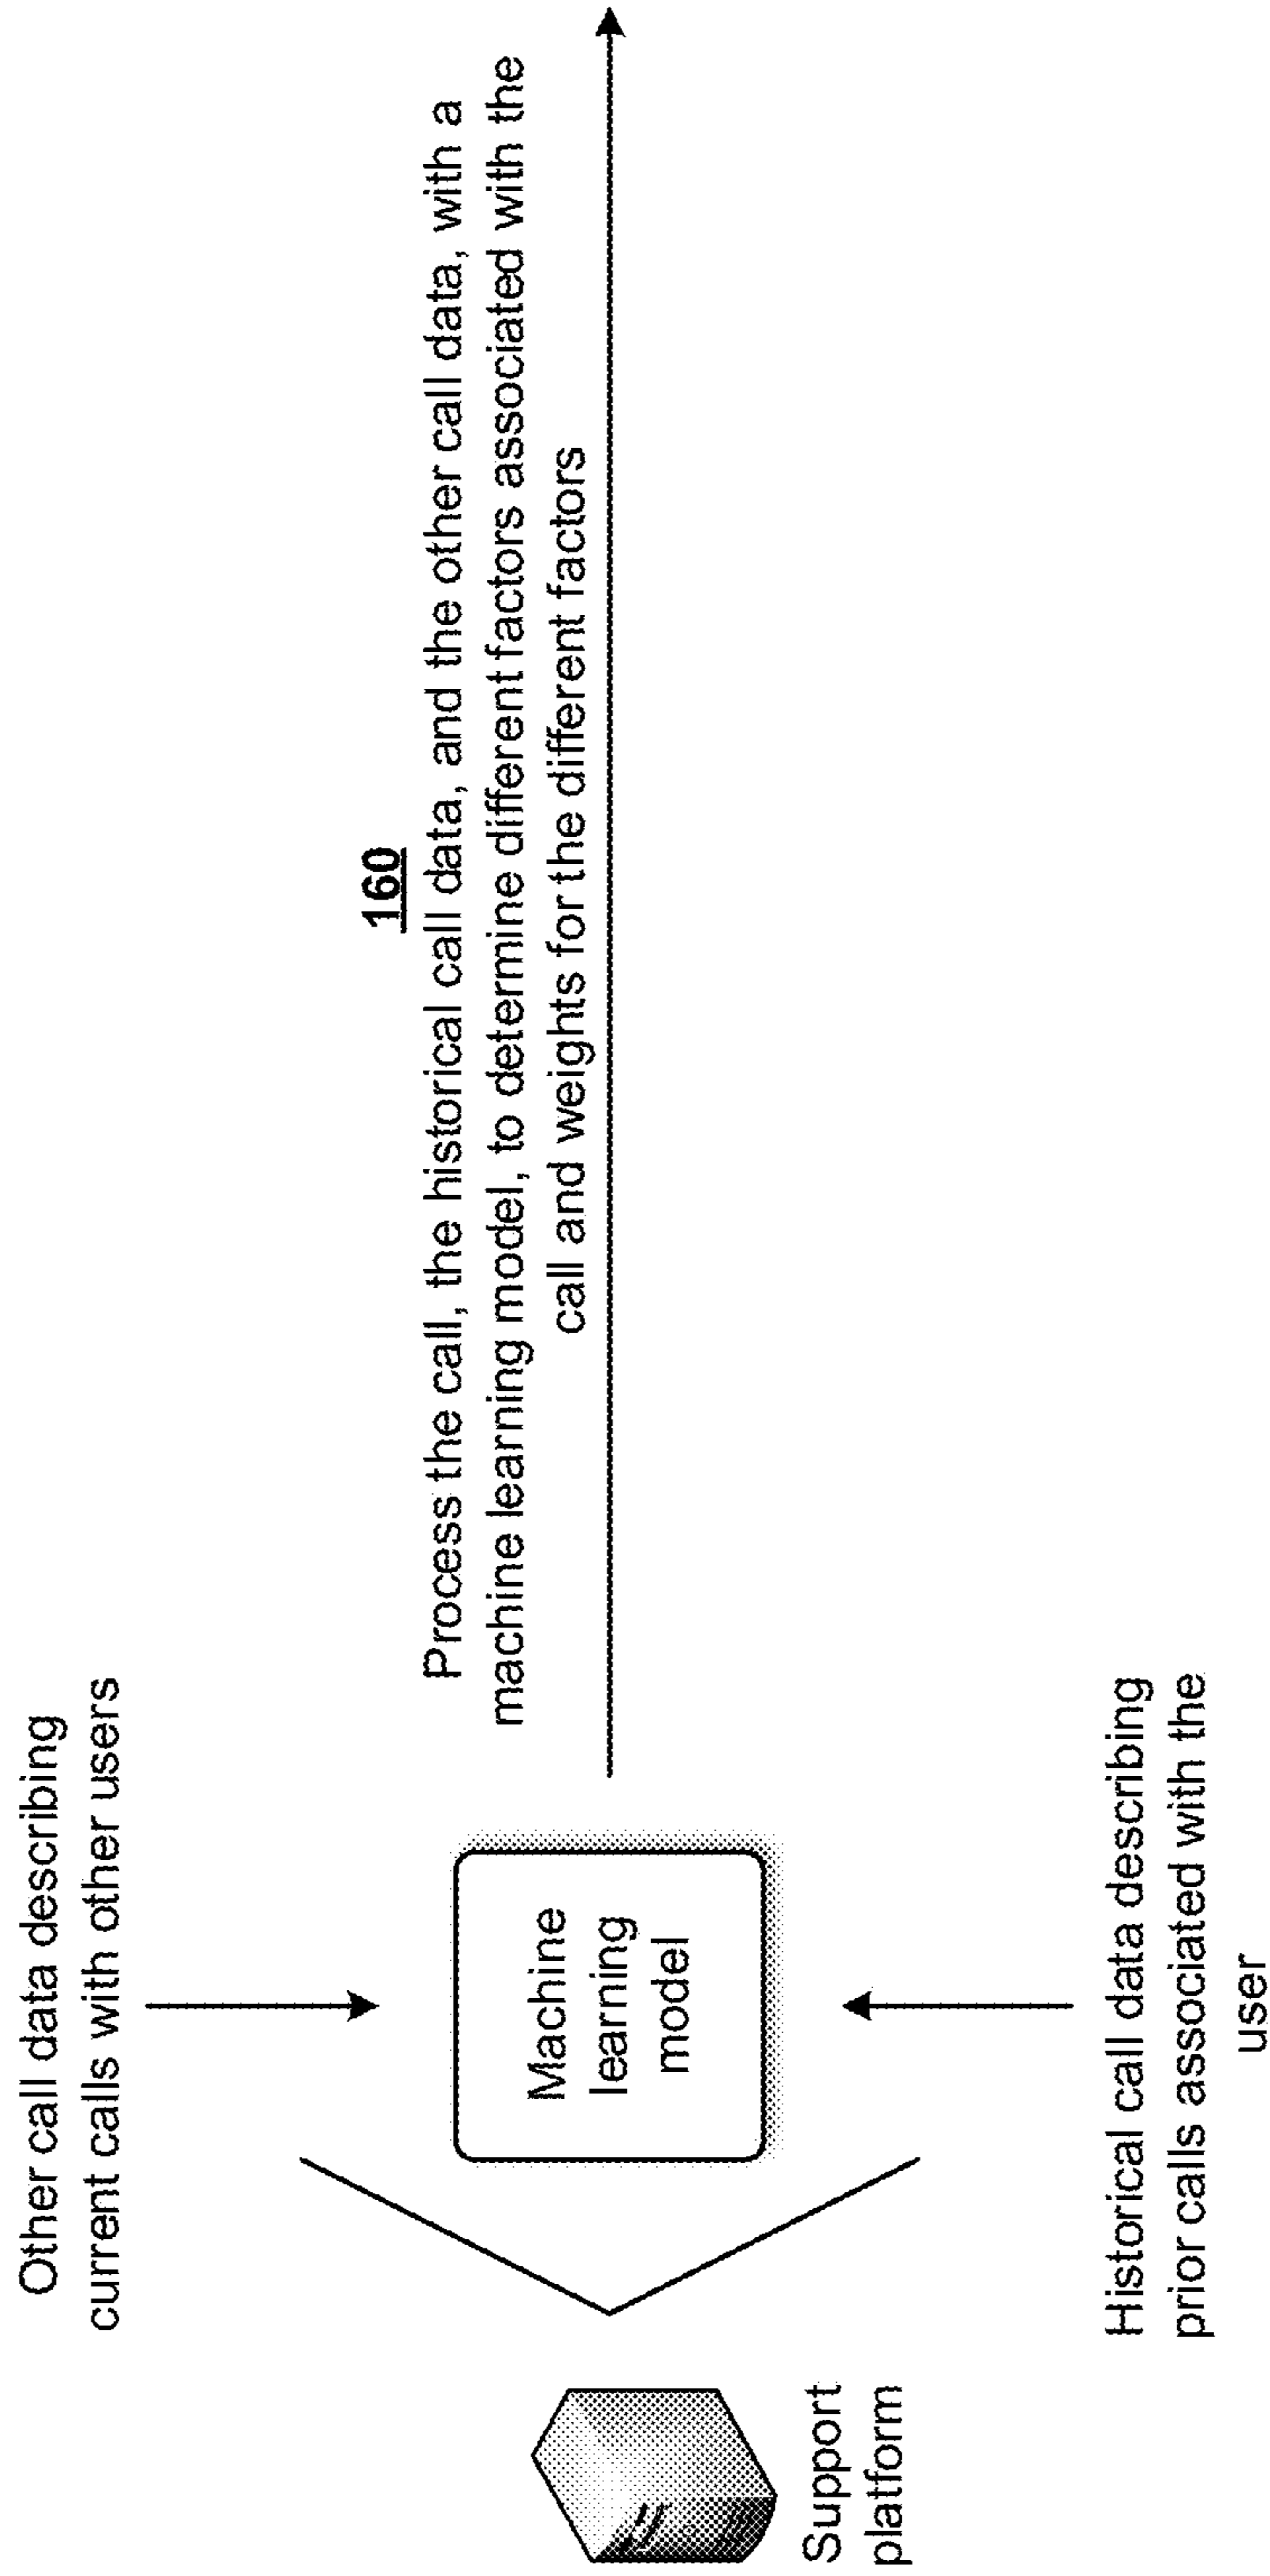 Other call data describing
current calls with other users
160
Process the call, the historical call data, and the other call data, with a
machine learning model, to determine different factors associated with the
call and weights for the different factors
Machine
learning
model
Support
platform
Historical call data describing
prior calls associated with the
user